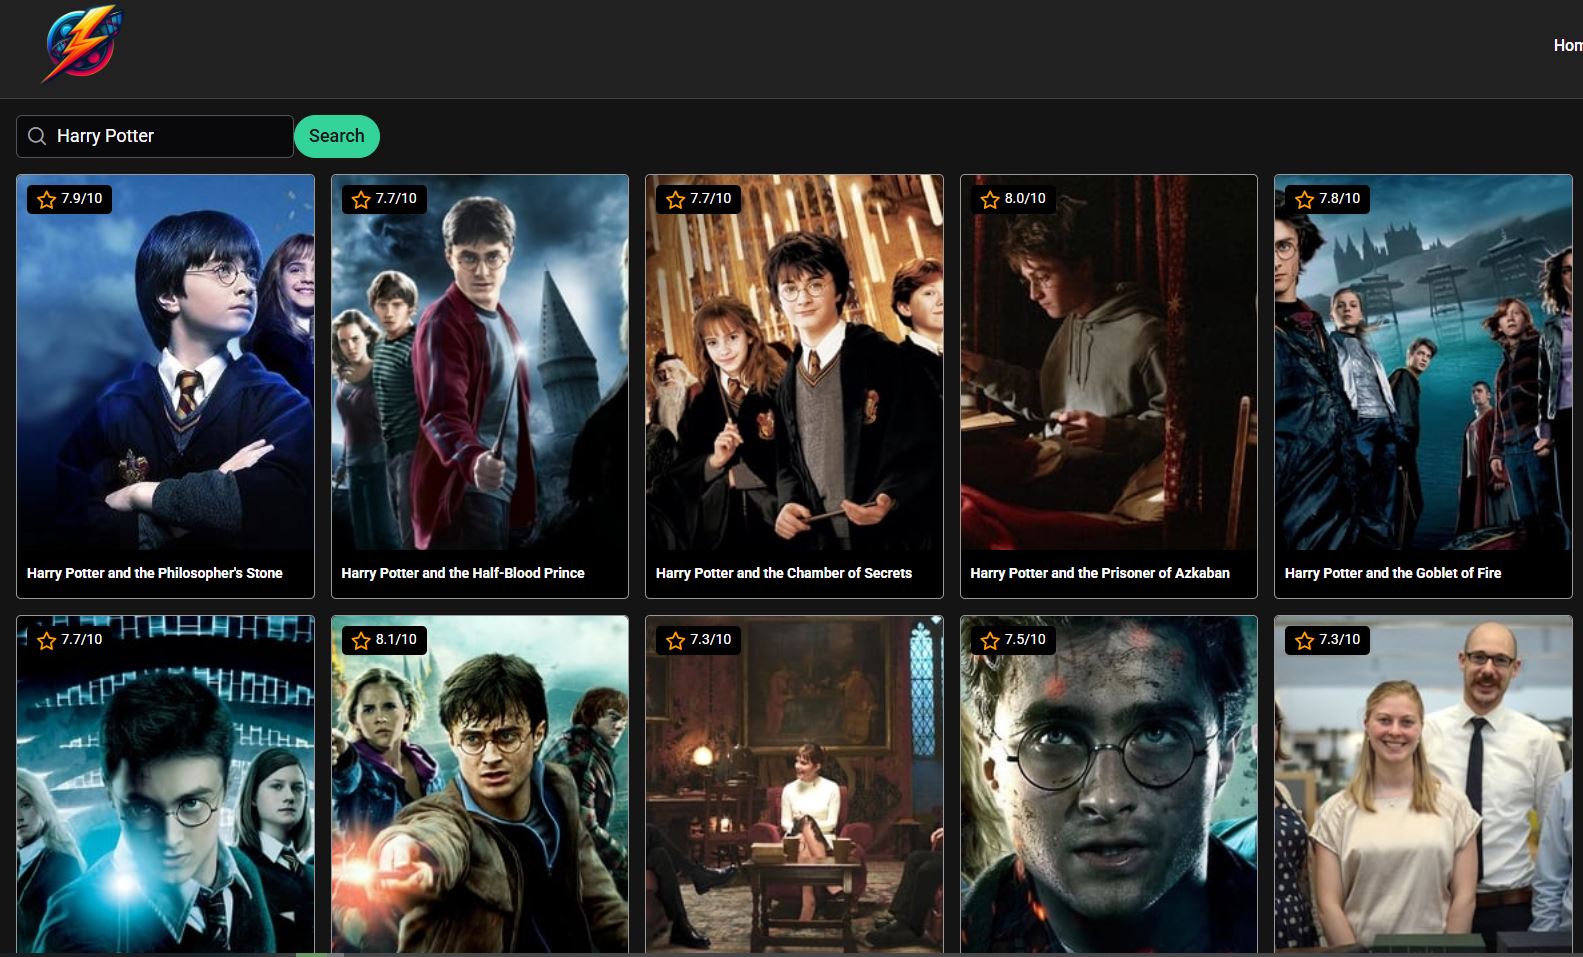 Hom
Harry Potter
Search
7.9/10
7.7/10
7.7/10
8.0/10
7.8/10
Harry Potter and the Philosopher's Stone
Harry Potter and the Half-Blood Prince
Harry Potter and the Chamber of Secrets
Harry Potter and the Prisoner of Azkaban
Harry Potter and the Goblet of Fire
7.7/10
8.1/10
7.3/10
7.5/10
7.3/10